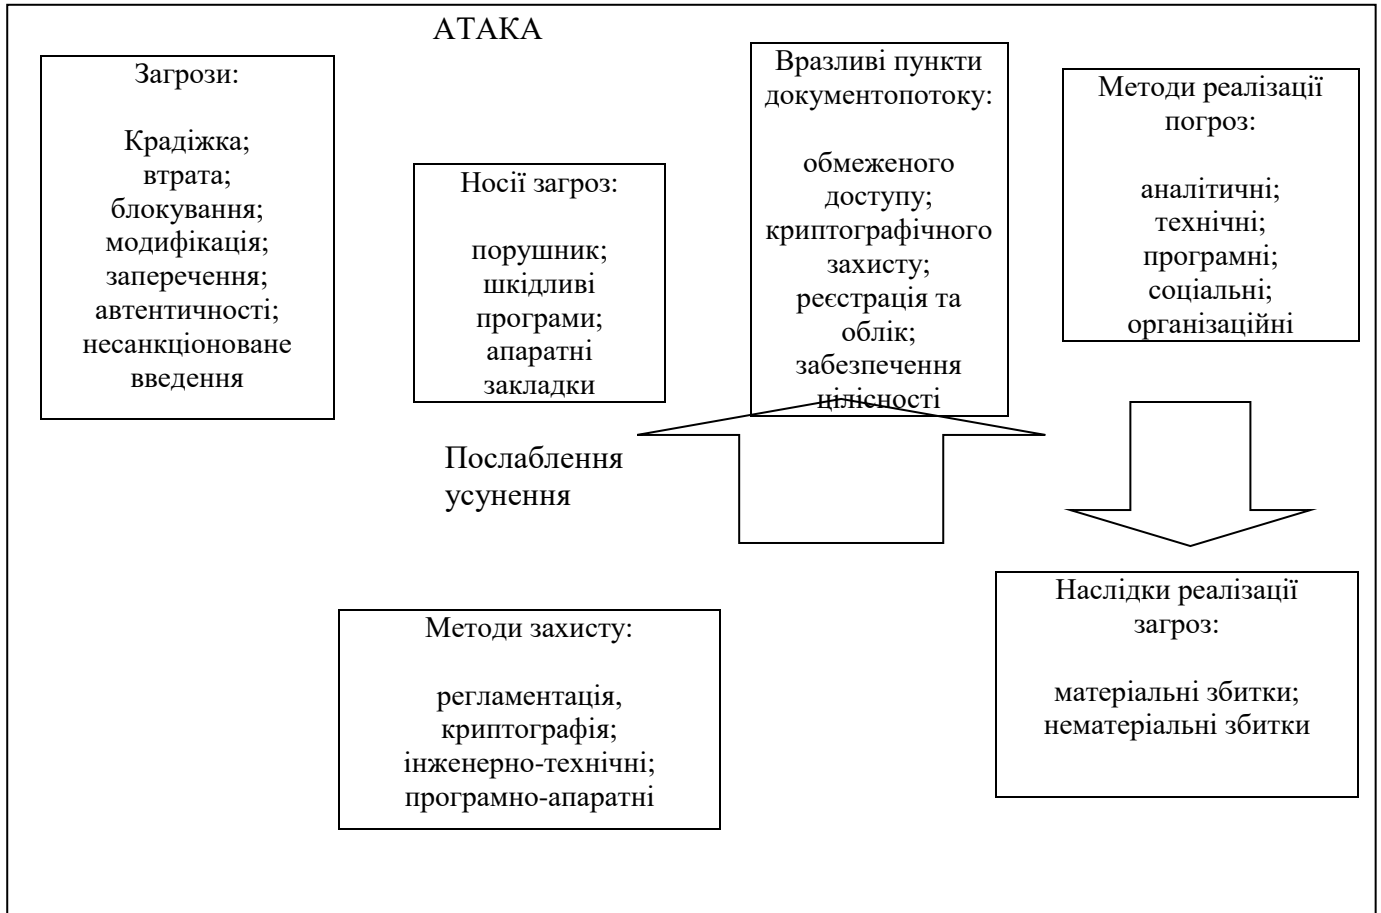 АТАКА
Загрози:
Крадіжка;
втрата;
блокування;
модифікація;
заперечення;
автентичності;
несанкціоноване
введення
Носії загроз:
порушник;
шкідливі
програми;
апаратні
закладки
Вразливі пункти
документопотоку:
обмеженого
доступу;
криптографічного
захисту;
реєстрація та
облік;
забезпечення
цілісності
Методи реалізації
погроз:
аналітичні;
технічні;
програмні;
соціальні;
організаційні
Послаблення
усунення
Методи захисту:
регламентація,
криптографія;
інженерно-технічні;
програмно-апаратні
Наслідки реалізації
загроз:
матеріальні збитки;
нематеріальні збитки